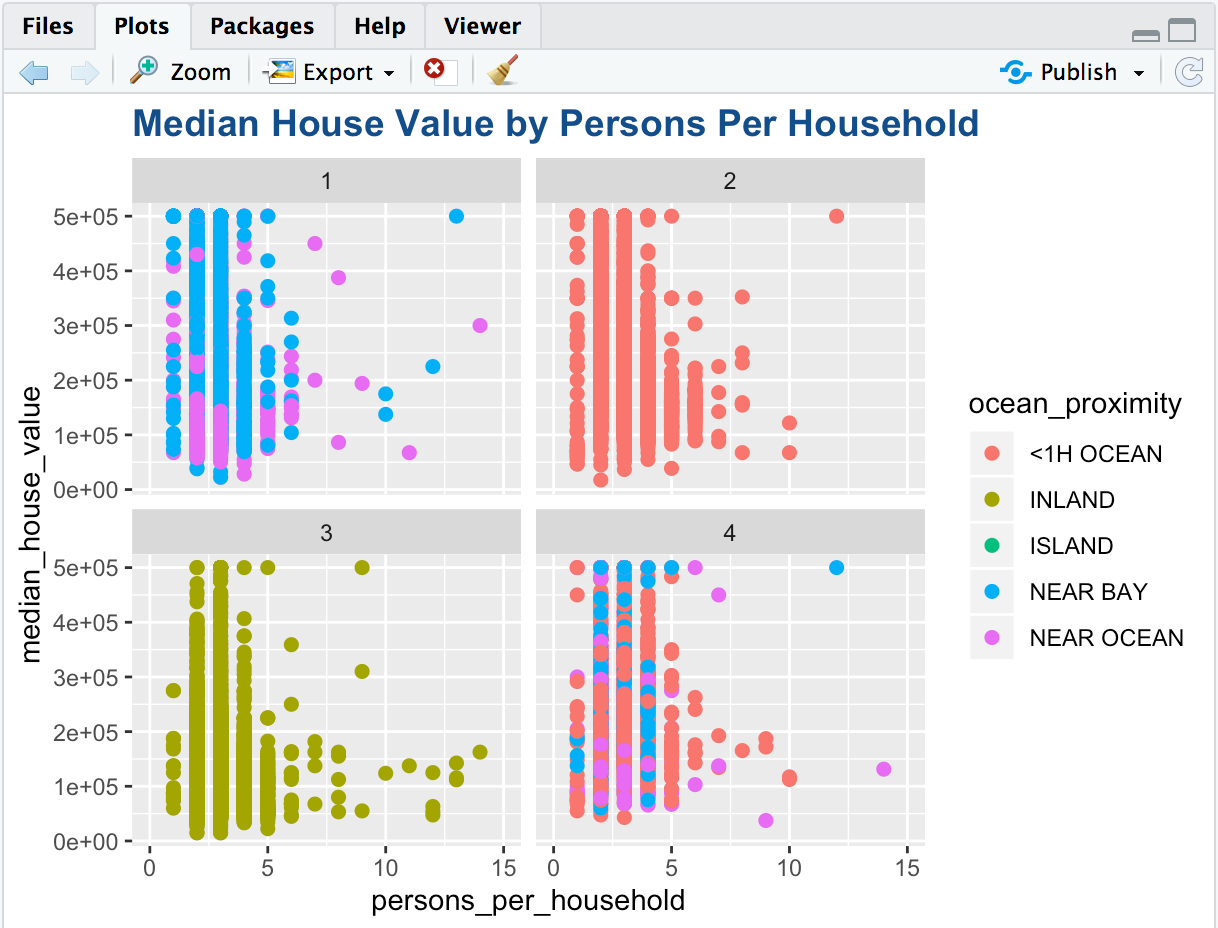 Files Plots Packages Help Viewer
Zoom Export Publish
Median House Value by Persons Per Household
1 2
5e+05
4e+05
3e+05
2e+05
1e+05
0e+00
3 4
5e+05
4e+05
3e+05
2e+05
1e+05
0e+00
0 5 10 15 0 5 10 15
persons_per_household
median_house_value
ocean_proximity
<1H OCEAN
INLAND
ISLAND
NEAR BAY
NEAR OCEAN